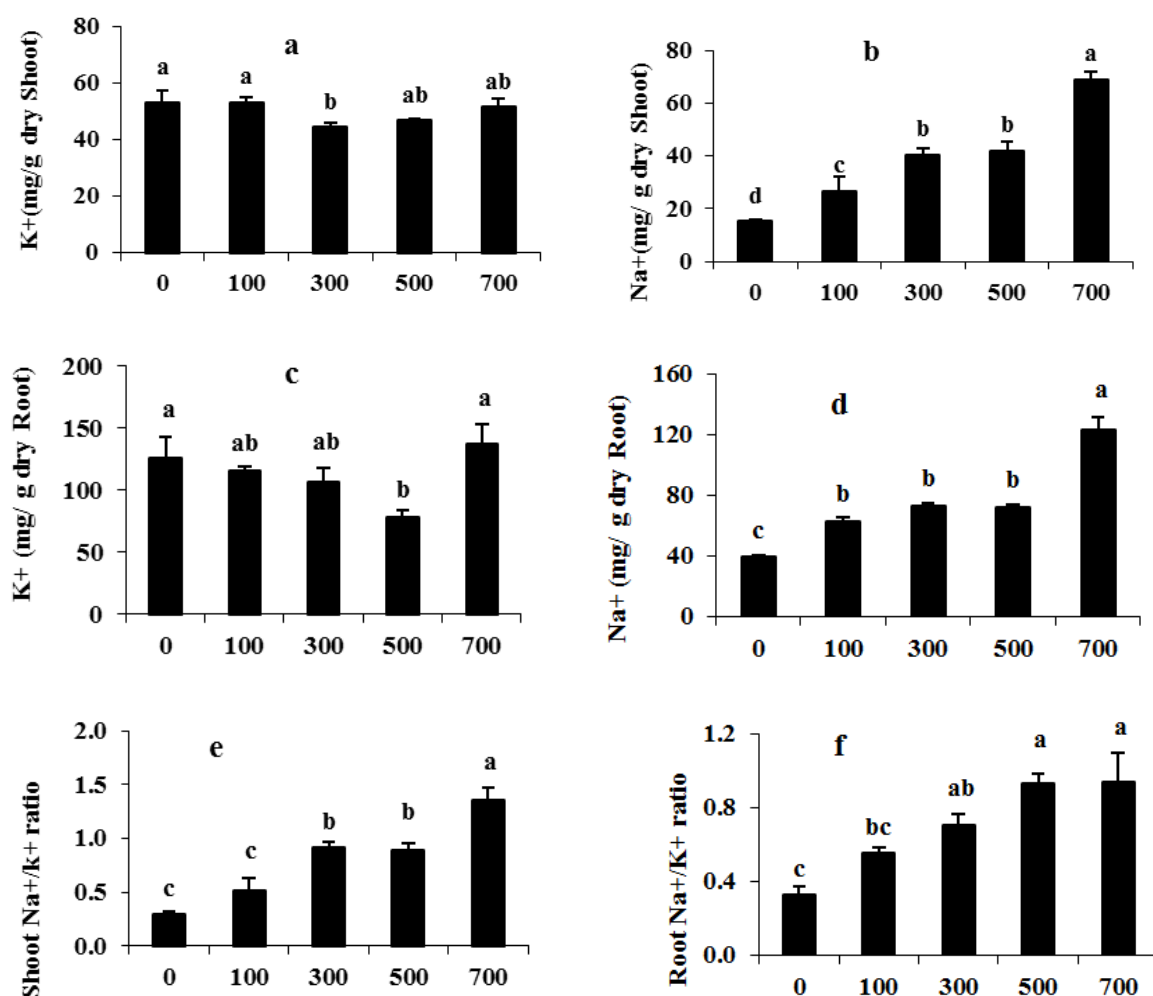 K+(mg/g dry Shoot)
80
60
40
20
0
a
a
a
b
ab
ab
0 100 300 500 700
Na+(mg/ g dry Shoot)
80
60
40
20
0
b
d
c
b
b
a
0 100 300 500 700
K+ (mg/ g dry Root)
200
150
100
50
0
c
a
ab
ab
b
a
0 100 300 500 700
Na+ (mg/ g dry Root)
160
120
80
40
0
d
c
b
b
b
a
0 100 300 500 700
Shoot Na+/k+ ratio
2.0
1.5
1.0
0.5
0.0
e
c
c
b
b
a
0 100 300 500 700
Root Na+/K+ ratio
1.2
0.8
0.4
0.0
f
c
bc
ab
a
a
0 100 300 500 700